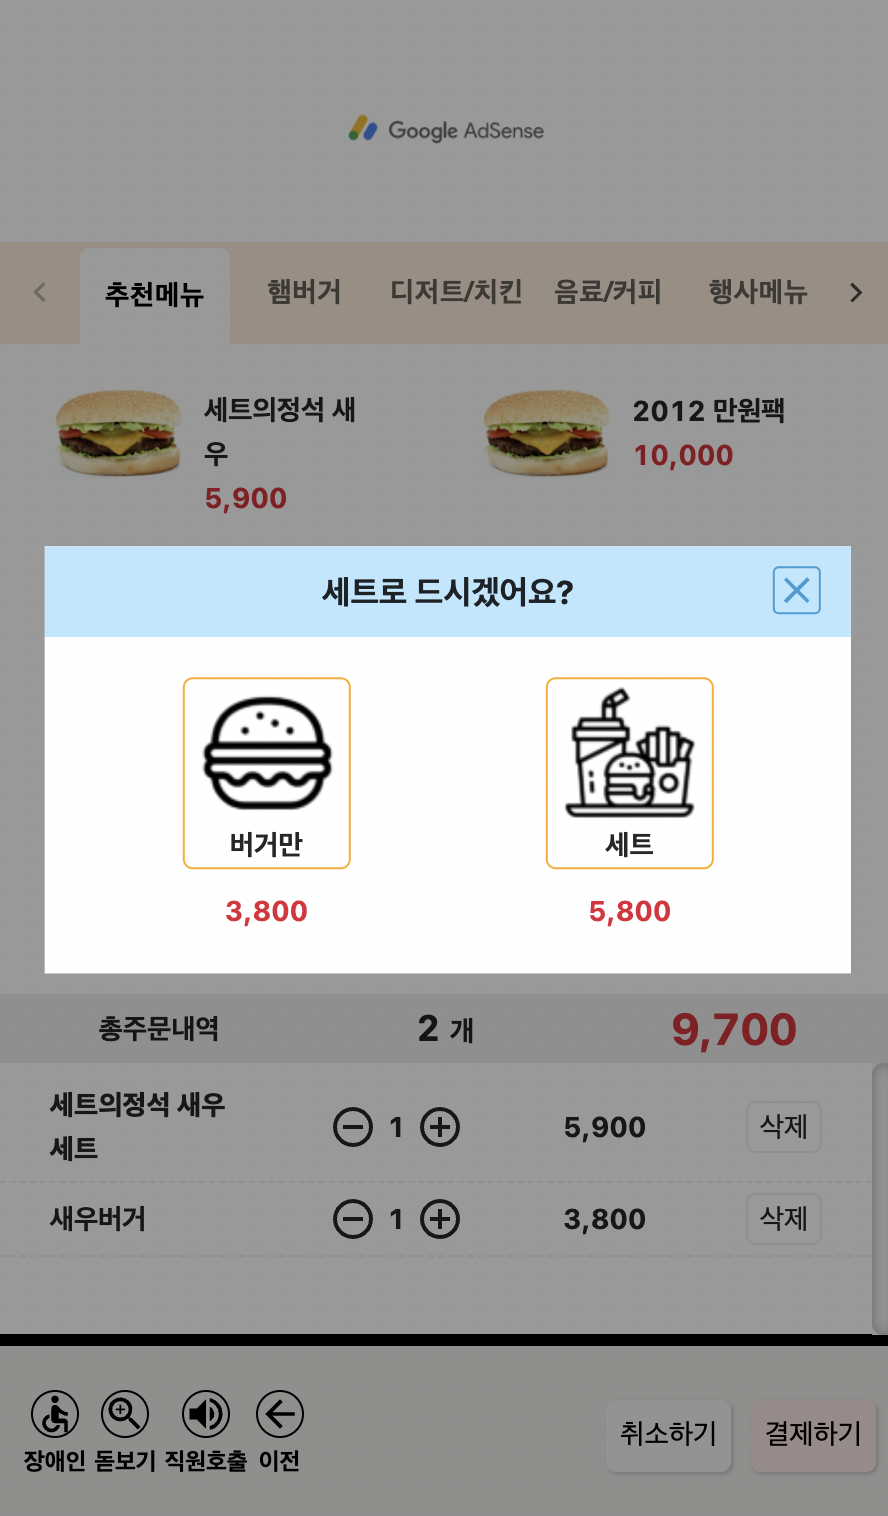 Google AdSense
추천메뉴 햄버거 디저트/치킨 음료/커피 행사메뉴
세트의정석 새
우
5,900
2012 만원팩
10,000
세트로 드시겠어요?
버거만 세트
3,800 5,800
총주문내역 2 개 9,700
세트의정석 새우
세트
1 5,900 삭제
새우버거 1 3,800 삭제
장애인 돋보기 직원호출 이전
취소하기 결제하기